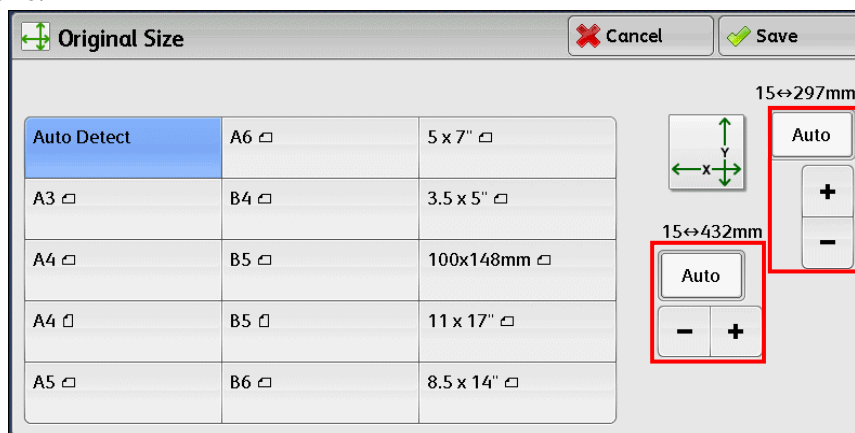 Original Size
Cancel
Save
15↔297mm
Auto Detect A6 5 x 7" Auto
Y
X
A3 B4 3.5 x 5" +
15↔432mm
−
A4 B5 100x148mm Auto
A4 B5 11 x 17" − +
A5 B6 8.5 x 14"